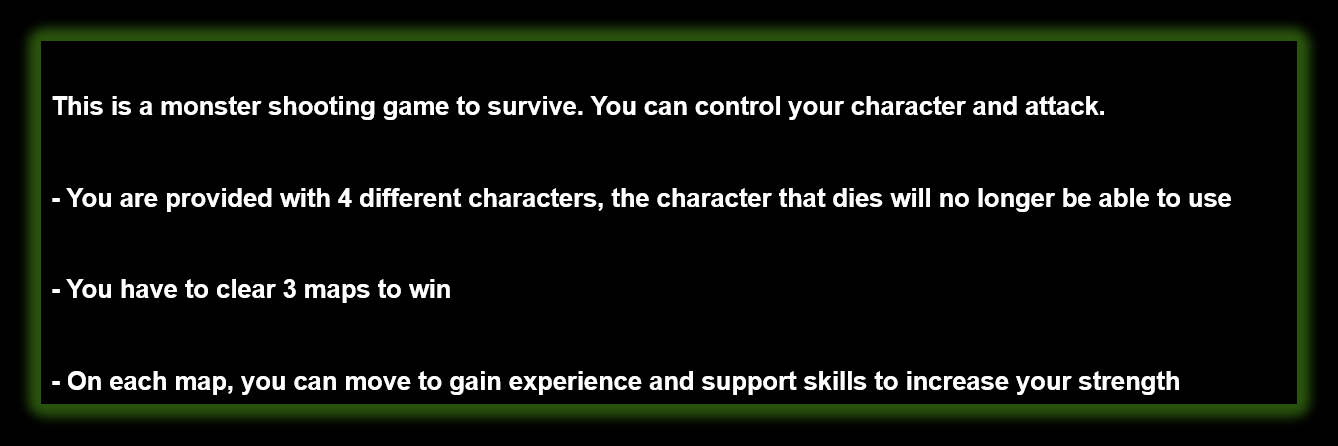 This is a monster shooting game to survive. You can control your character and attack.
- You are provided with 4 different characters, the character that dies will no longer be able to use
- You have to clear 3 maps to win
- On each map, you can move to gain experience and support skills to increase your strength